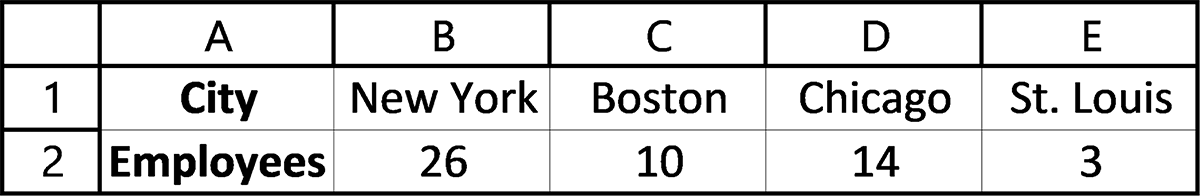 A B C D E
1 City New York Boston Chicago St. Louis
2 Employees 26 10 14 3